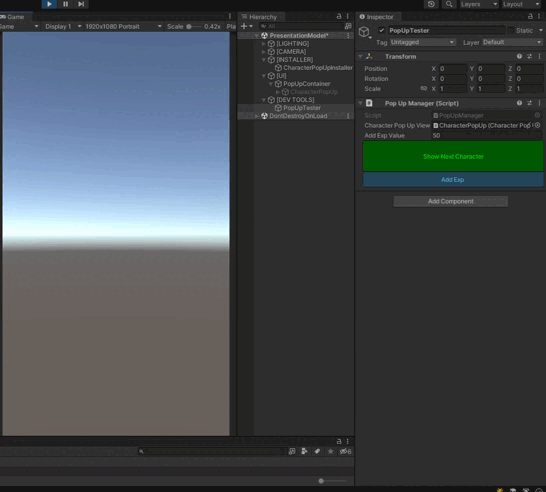 Layers Layout
Game
Game Display 1 1920x1080 Portrait Scale 0.42x Pla
Hierarchy
All
PresentationModel*
[LIGHTING]
[CAMERA]
[INSTALLER]
CharacterPopUpInstaller
[UI]
PopUpContainer
CharacterPopUp
[DEV TOOLS]
PopUpTester
DontDestroyOnLoad
Inspector
PopUpTester Static
Tag Untagged Layer Default
Transform
Position X 0 Y 0 Z 0
Rotation X 0 Y 0 Z 0
Scale X 1 Y 1 Z 1
Pop Up Manager (Script)
Script PopUpManager
Character Pop Up View CharacterPopUp (Character Pop
Add Exp Value 50
Show Next Character
Add Exp
Add Component
6